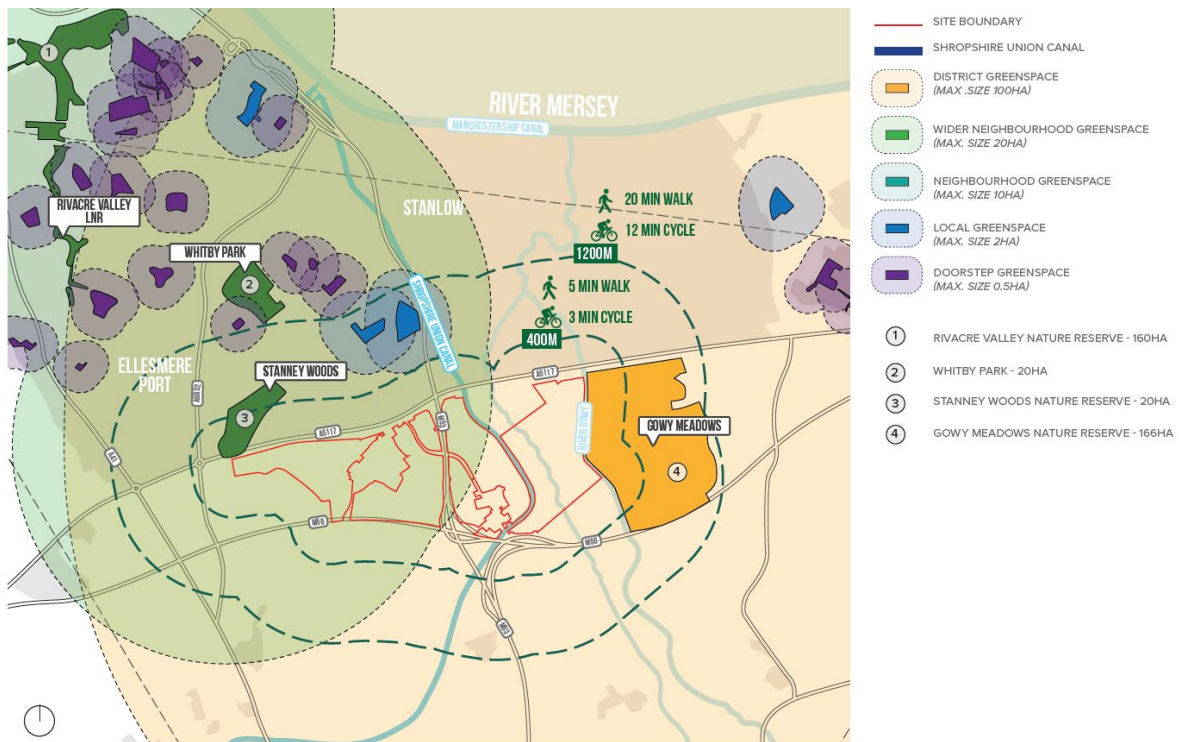 1
RIVACRE VALLEY
LNR
WHITBY PARK
2
ELLESMERE
PORT
STANNEY WOODS
3
A41
A5032
A5117
M56
M53
SHROPSHIRE UNION CANAL
STANLOW
RIVER MERSEY
MANCHESTER SHIP CANAL
20 MIN WALK
12 MIN CYCLE
1200M
5 MIN WALK
3 MIN CYCLE
400M
A5117
RIVER GOWY
GOWY MEADOWS
4
M56
M53
SITE BOUNDARY
SHROPSHIRE UNION CANAL
DISTRICT GREENSPACE
(MAX .SIZE 100HA)
WIDER NEIGHBOURHOOD GREENSPACE
(MAX. SIZE 20HA)
NEIGHBOURHOOD GREENSPACE
(MAX. SIZE 10HA)
LOCAL GREENSPACE
(MAX. SIZE 2HA)
DOORSTEP GREENSPACE
(MAX. SIZE 0.5HA)
1 RIVACRE VALLEY NATURE RESERVE - 160HA
2 WHITBY PARK - 20HA
3 STANNEY WOODS NATURE RESERVE - 20HA
4 GOWY MEADOWS NATURE RESERVE - 166HA